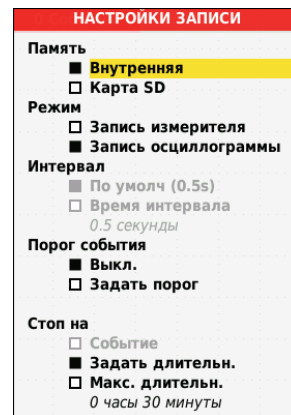 НАСТРОЙКИ ЗАПИСИ
Память
Внутренняя
Карта SD
Режим
Запись измерителя
Запись осциллограммы
Интервал
По умолч (0.5s)
Время интервала
0.5 секунды
Порог события
Выкл.
Задать порог
Стоп на
Событие
Задать длительн.
Макс. длительн.
0 часы 30 минуты